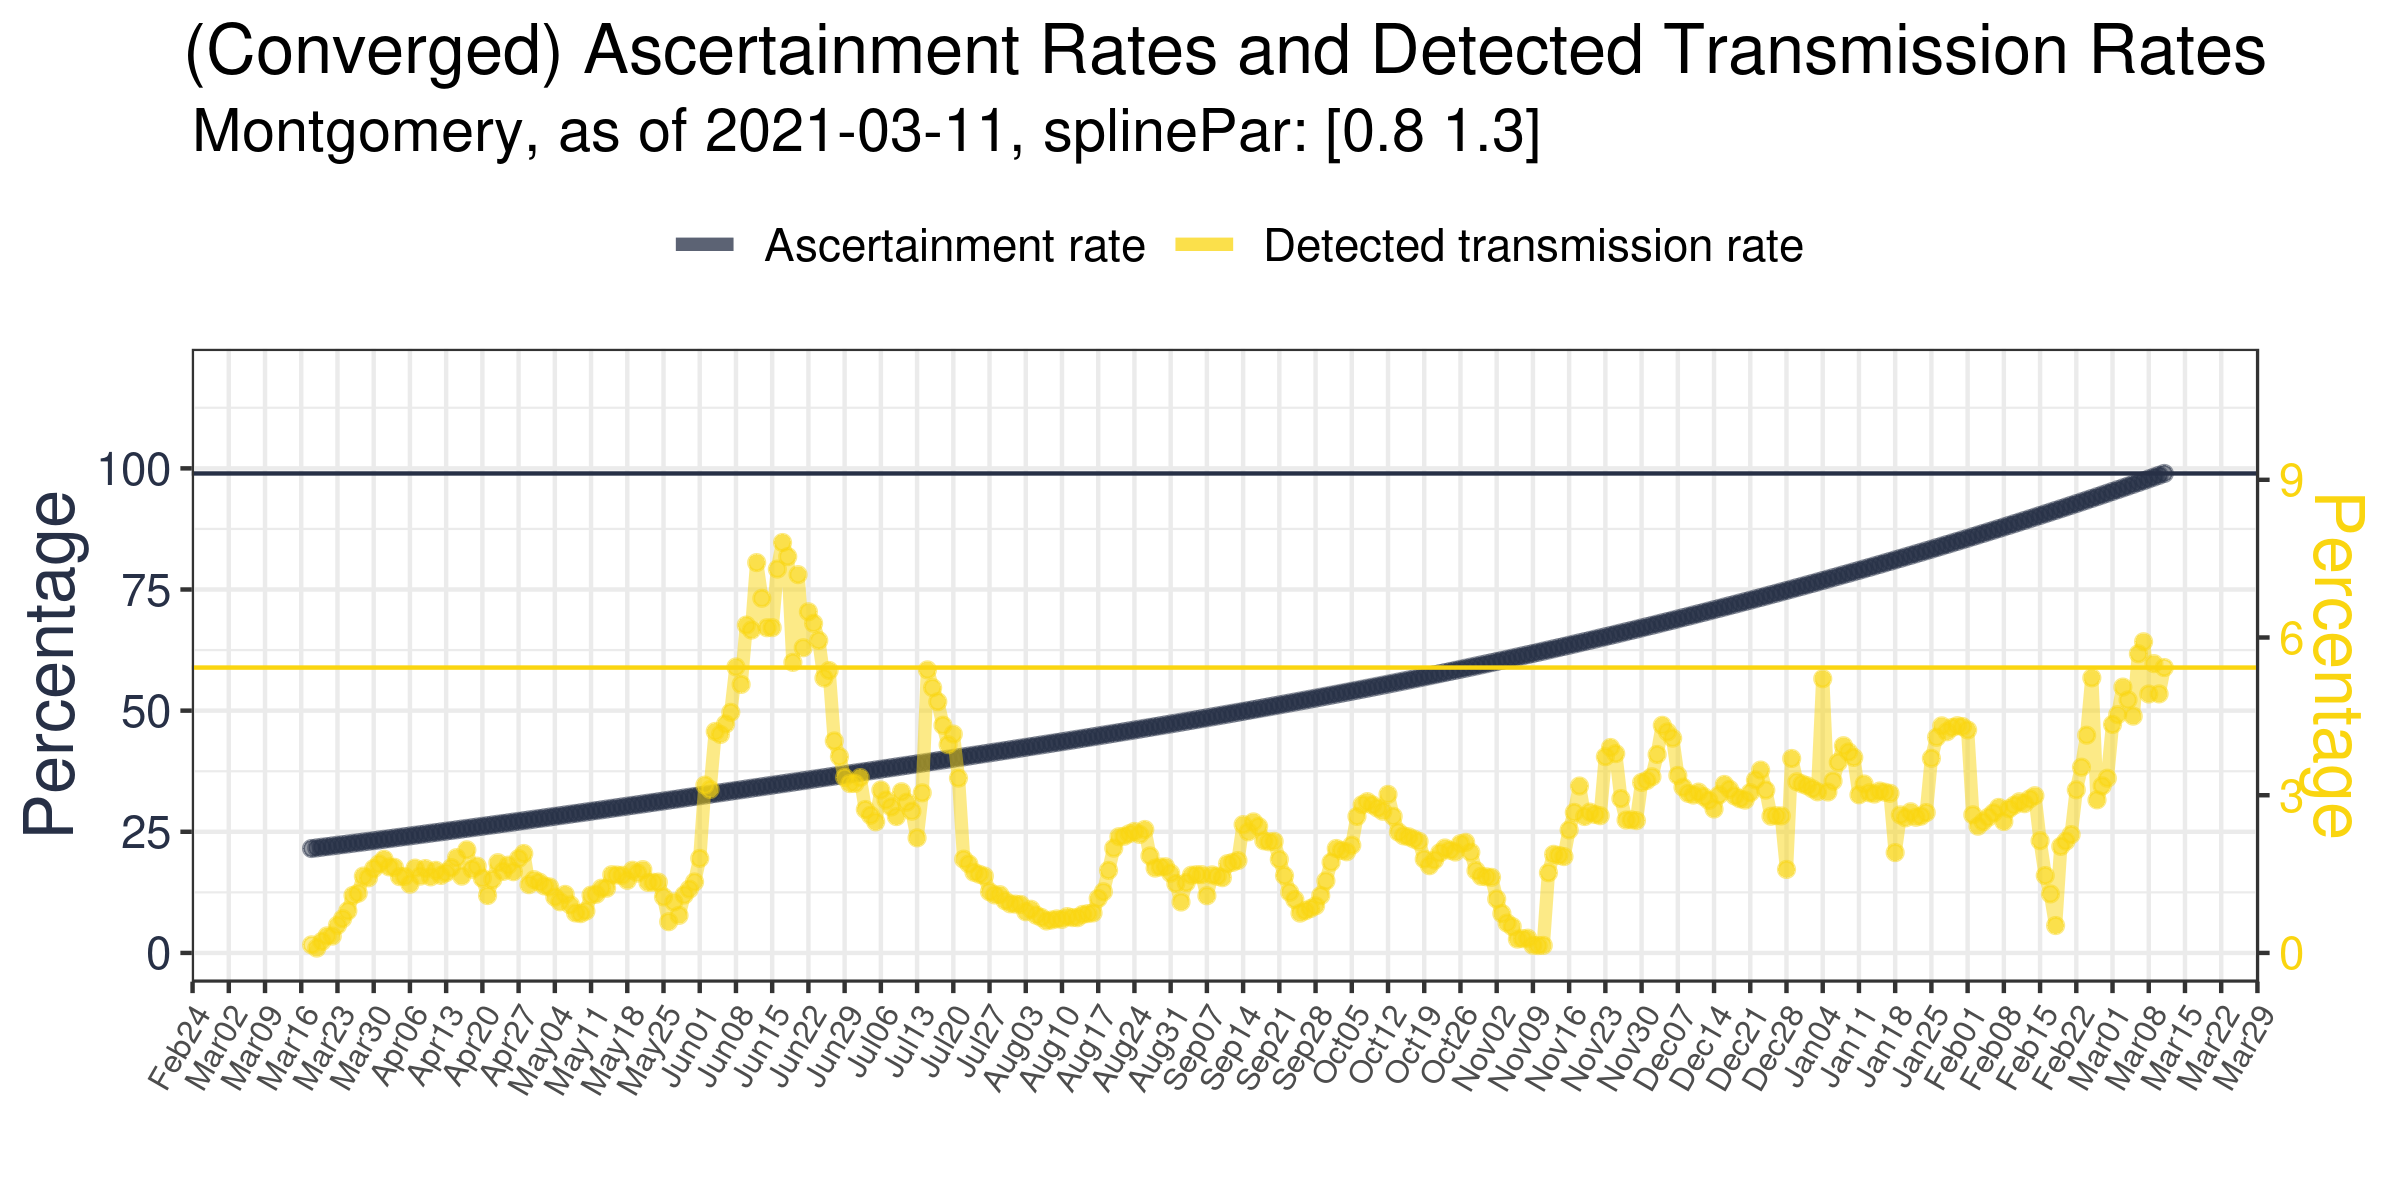 (Converged) Ascertainment Rates and Detected Transmission Rates
Montgomery, as of 2021-03-11, splinePar: [0.8 1.3]
Ascertainment rate Detected transmission rate
Percentage
100
75
50
25
0
9
6
3
0
Percentage
Feb24 Mar02 Mar09 Mar16 Mar23 Mar30 Apr06 Apr13 Apr20 Apr27 May04 May11 May18 May25 Jun01 Jun08 Jun15 Jun22 Jun29 Jul06 Jul13 Jul20 Jul27 Aug03 Aug10 Aug17 Aug24 Aug31 Sep07 Sep14 Sep21 Sep28 Oct05 Oct12 Oct19 Oct26 Nov02 Nov09 Nov16 Nov23 Nov30 Dec07 Dec14 Dec21 Dec28 Jan04 Jan11 Jan18 Jan25 Feb01 Feb08 Feb15 Feb22 Mar01 Mar08 Mar15 Mar22 Mar29